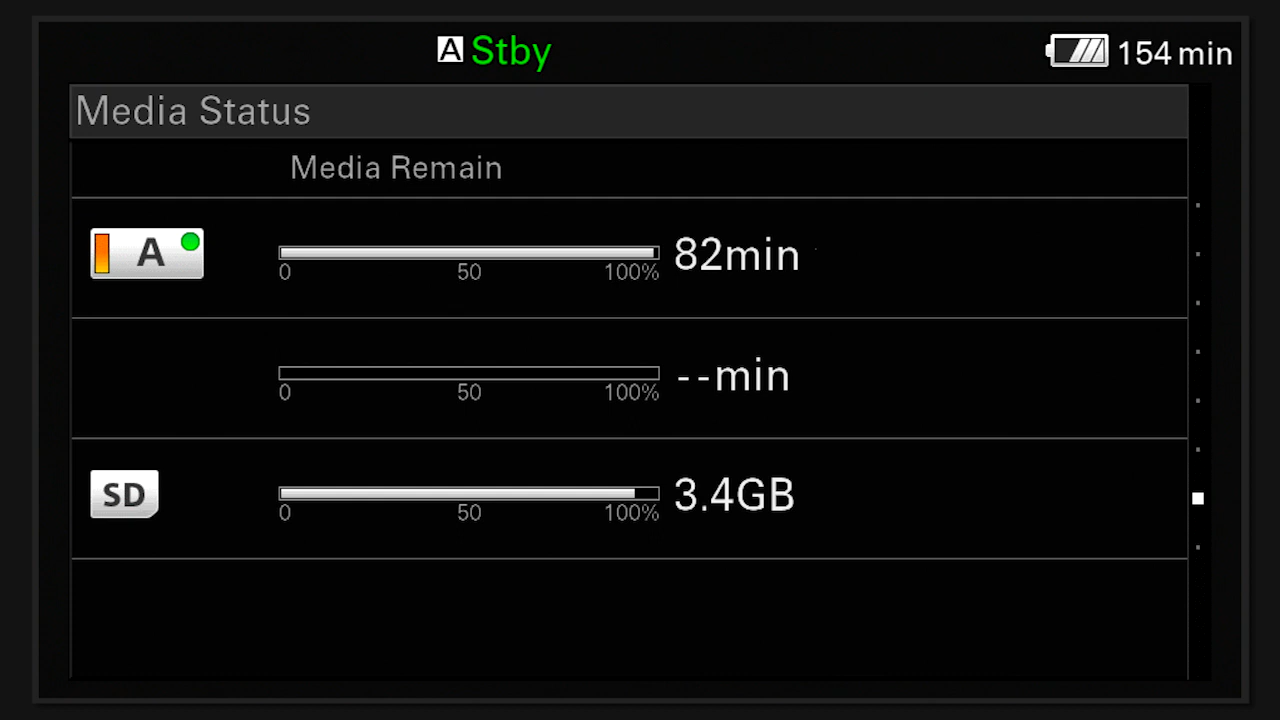 A Stby
154 min
Media Status
Media Remain
A
82min
0 50 100%
--min
0 50 100%
SD
3.4GB
0 50 100%